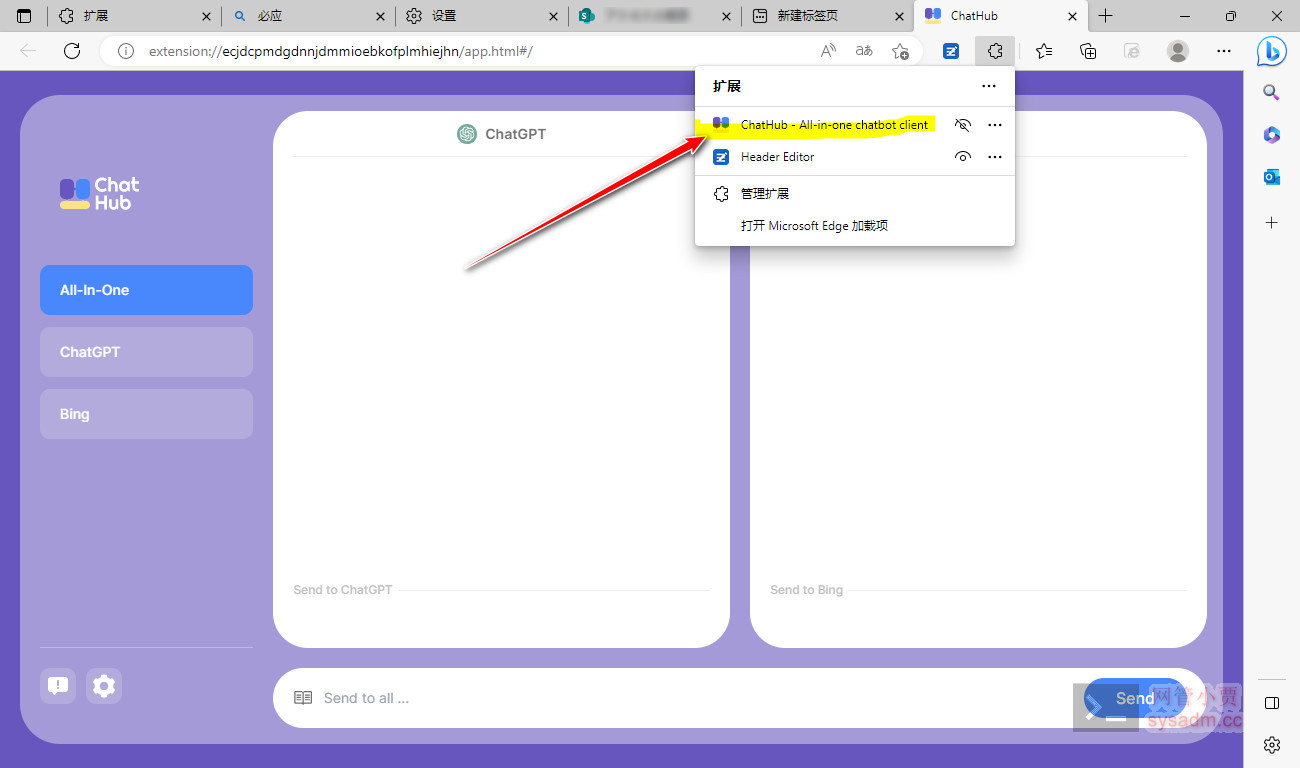 扩展
必应
设置
新建标签页
ChatHub
extension://ecjdcpmdgdnnjdmmioebkofplmhiejhn/app.html#/
扩展
ChatHub - All-in-one chatbot client
Header Editor
管理扩展
打开 Microsoft Edge 加载项
Chat
Hub
All-In-One
ChatGPT
Bing
ChatGPT
Send to ChatGPT
Send to Bing
Send to all ...
Send
网管小贾
sysadm.cc